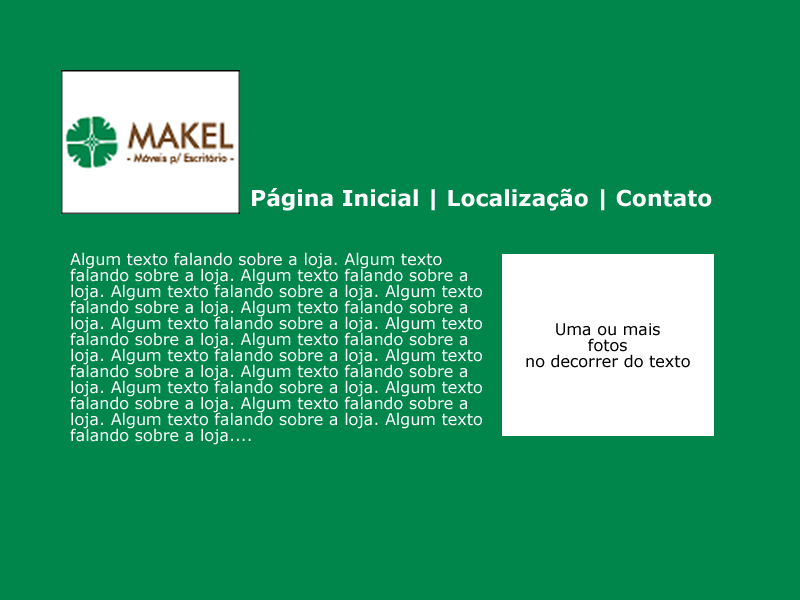 MAKEL
- Móveis p/ Escritório -
Página Inicial | Localização | Contato
Algum texto falando sobre a loja. Algum texto
falando sobre a loja. Algum texto falando sobre a
loja. Algum texto falando sobre a loja. Algum texto
falando sobre a loja. Algum texto falando sobre a
loja. Algum texto falando sobre a loja. Algum texto
falando sobre a loja. Algum texto falando sobre a
loja. Algum texto falando sobre a loja. Algum texto
falando sobre a loja. Algum texto falando sobre a
loja. Algum texto falando sobre a loja. Algum texto
falando sobre a loja. Algum texto falando sobre a
loja. Algum texto falando sobre a loja. Algum texto
falando sobre a loja....
Uma ou mais
fotos
no decorrer do texto